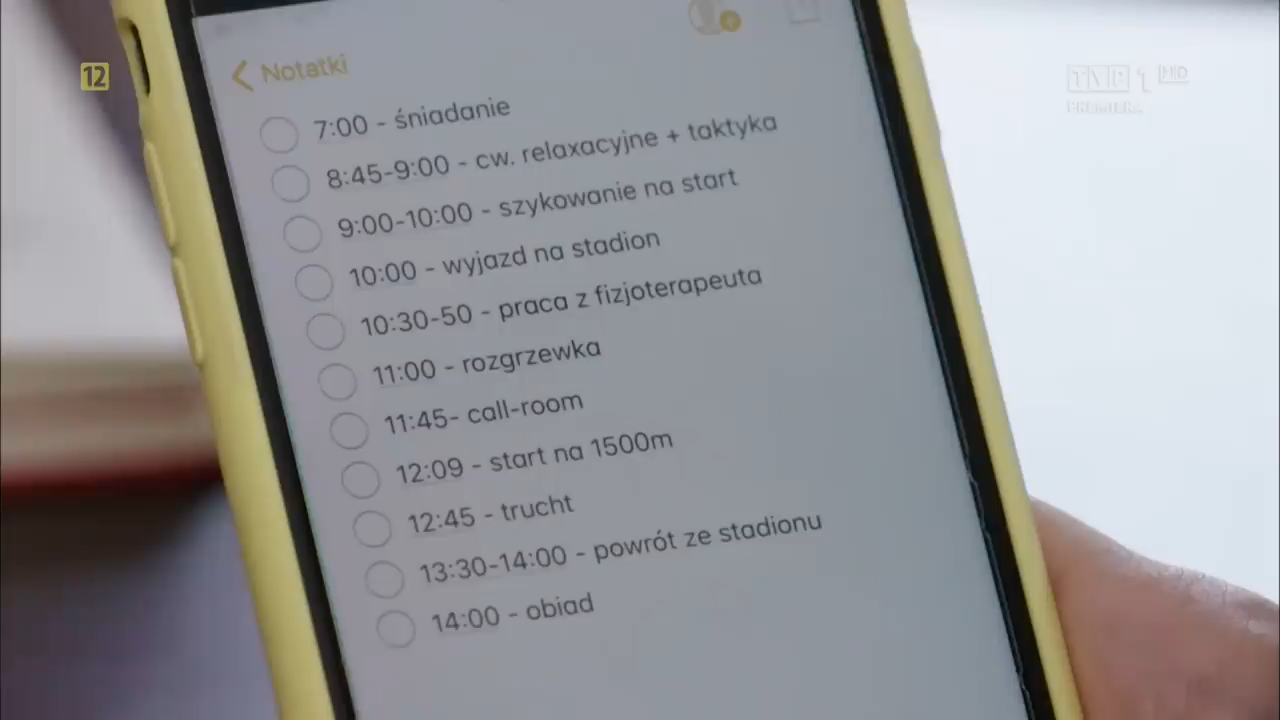 12
TVP 1 HD
PREMIER...
Notatki
7:00 - śniadanie
8:45-9:00 - cw. relaxacyjne + taktyka
9:00-10:00 - szykowanie na start
10:00 - wyjazd na stadion
10:30-50 - praca z fizjoterapeuta
11:00 - rozgrzewka
11:45- call-room
12:09 - start na 1500m
12:45 - trucht
13:30-14:00 - powrót ze stadionu
14:00 - obiad